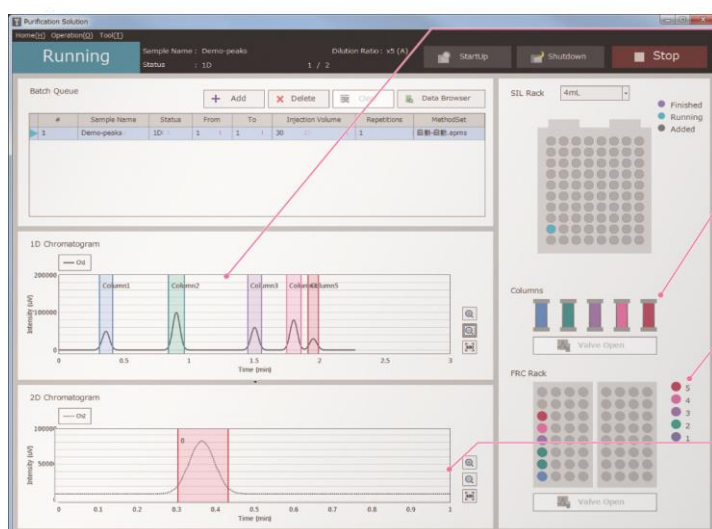 Purification Solution
Home(H) Operation(O) Tool(T)
Running
Sample Name : Demo-peaks
Dilution Ratio : x5 (A)
Status : 1D
1 / 2
StartUp
Shutdown
Stop
Batch Queue
Add
Delete
Data Browser
# Sample Name Status From To Injection Volume Repetitions MethodSet
1 Demo-peaks 1D 1 1 30 1
SIL Rack
4mL
Finished
Running
Added
1D Chromatogram
Ch1
Intensity (uV)
200000
100000
0
Column1
Column2
Column3
Column5
0 0.5 1 1.5 2 2.5 3
Time (min)
Columns
Valve Open
FRC Rack
5
4
3
2
1
Valve Open
2D Chromatogram
Ch1
Intensity (uV)
100000
50000
0
0
0 0.1 0.2 0.3 0.4 0.5 0.6 0.7 0.8 0.9 1
Time (min)